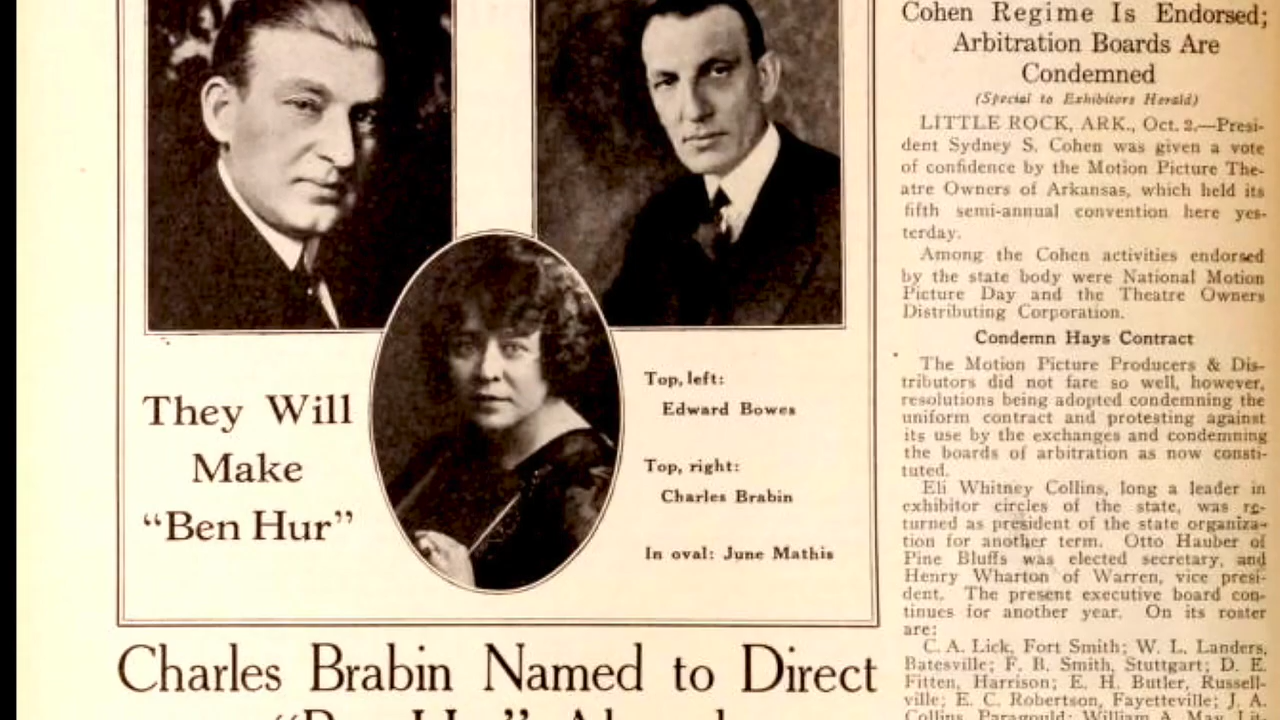 They Will
Make
“Ben Hur”
Top, left:
Edward Bowes
Top, right:
Charles Brabin
In oval: June Mathis
Charles Brabin Named to Direct
Cohen Regime Is Endorsed;
Arbitration Boards Are
Condemned
(Special to Exhibitors Herald)
LITTLE ROCK, ARK., Oct. 2.—Presi-
dent Sydney S. Cohen was given a vote
of confidence by the Motion Picture The-
atre Owners of Arkansas, which held its
fifth semi-annual convention here yes-
terday.
Among the Cohen activities endorsed
by the state body were National Motion
Picture Day and the Theatre Owners
Distributing Corporation.
Condemn Hays Contract
The Motion Picture Producers & Dis-
tributors did not fare so well, however,
resolutions being adopted condemning the
uniform contract and protesting against
its use by the exchanges and condemning
the boards of arbitration as now consti-
tuted.
Eli Whitney Collins, long a leader in
exhibitor circles of the state, was re-
turned as president of the state organiza-
tion for another term. Otto Hauber of
Pine Bluffs was elected secretary, and
Henry Wharton of Warren, vice presi-
dent. The present executive board con-
tinues for another year. On its roster
are:
C. A. Lick, Fort Smith; W. L. Landers,
Batesville; F. B. Smith, Stuttgart; D. E.
Fitten, Harrison; E. H. Butler, Russell-
ville; E. C. Robertson, Fayetteville; J. A.
Collins, Paragould; William A. May, Lit-